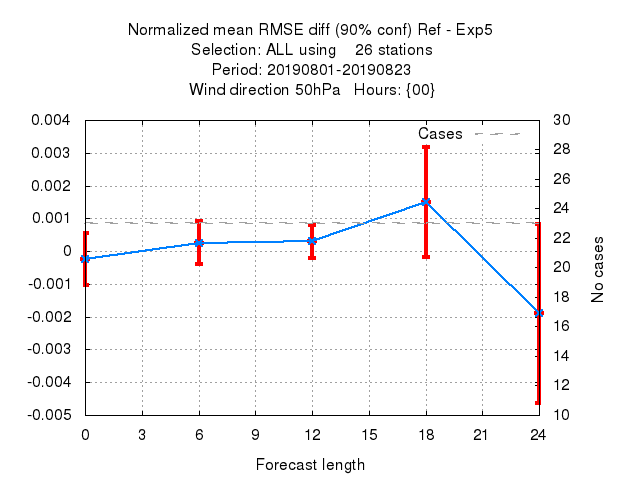 Normalized mean RMSE diff (90% conf) Ref - Exp5
Selection: ALL using    26 stations
Period: 20190801-20190823
Wind direction 50hPa   Hours: {00}
0.004
0.003
0.002
0.001
0
-0.001
-0.002
-0.003
-0.004
-0.005
Cases
30
28
26
24
22
20
18
16
14
12
10
No cases
0 3 6 9 12 15 18 21 24
Forecast length